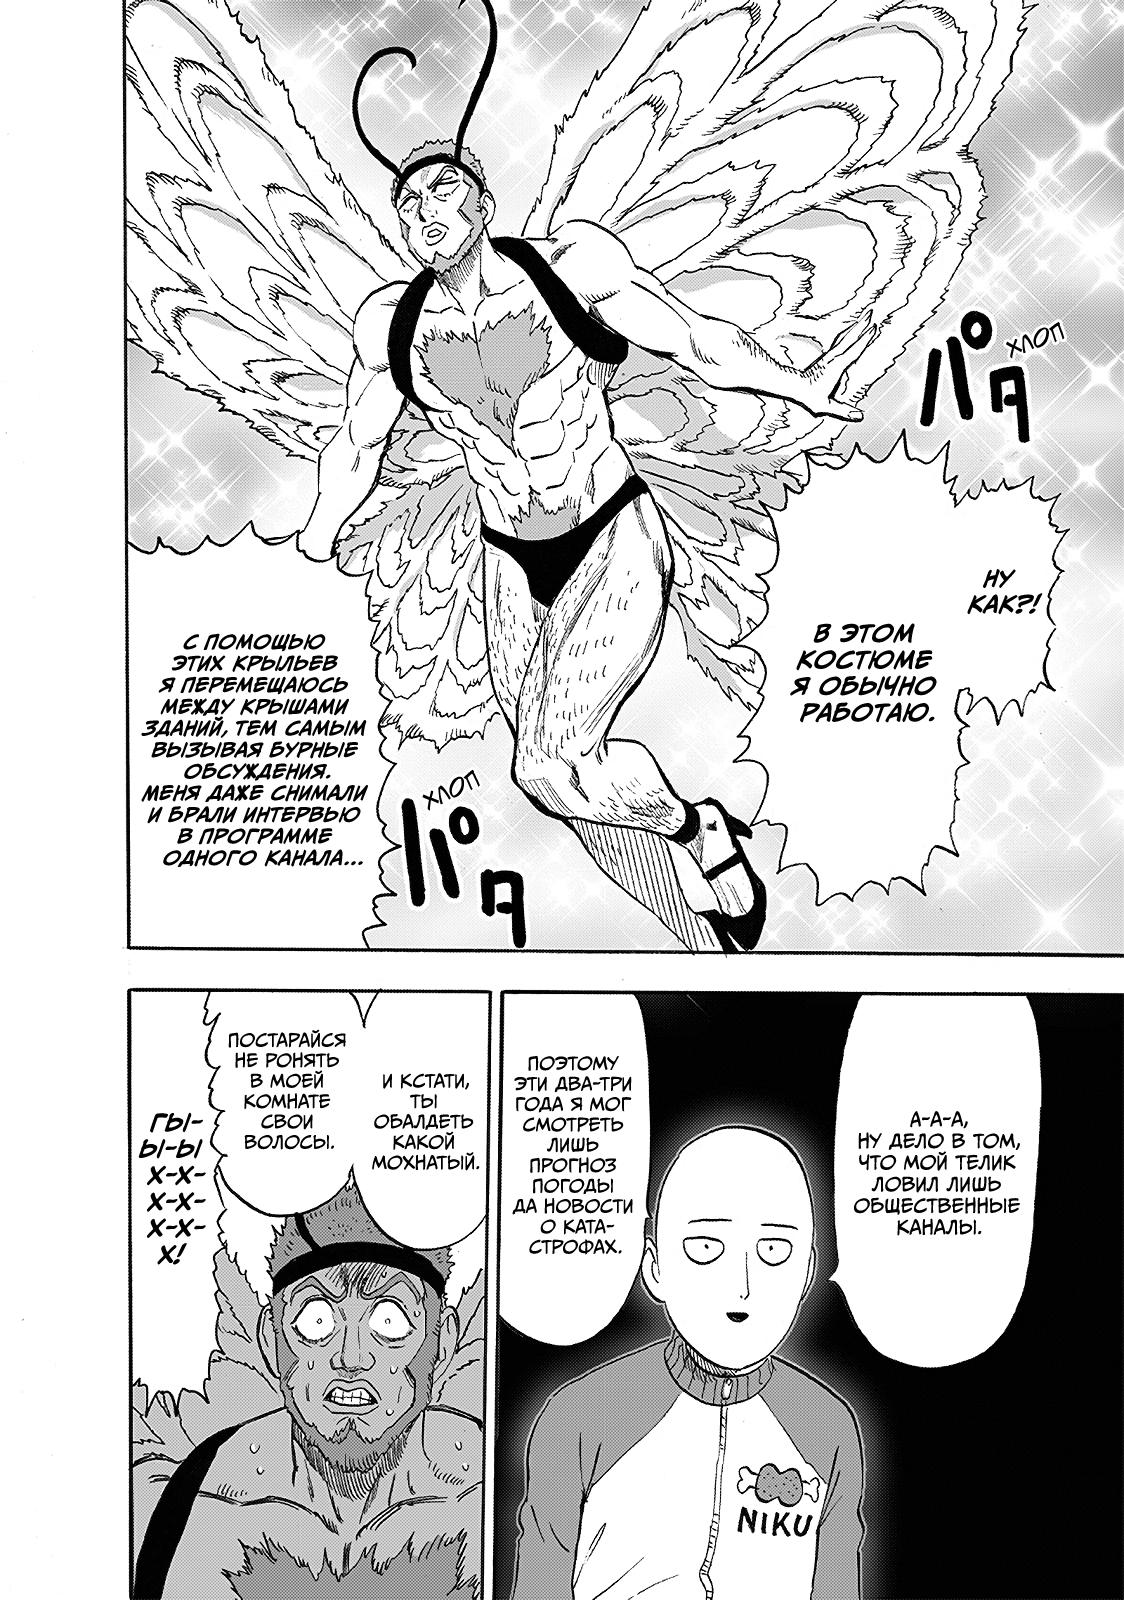 パタ
ХЛОП
НУ
КАК?!
В ЭТОМ
КОСТЮМЕ
Я ОБЫЧНО
РАБОТАЮ.
С ПОМОЩЬЮ
ЭТИХ КРЫЛЬЕВ
Я ПЕРЕМЕЩАЮСЬ
МЕЖДУ КРЫШАМИ
ЗДАНИЙ, ТЕМ САМЫМ
ВЫЗЫВАЯ БУРНЫЕ
ОБСУЖДЕНИЯ.
МЕНЯ ДАЖЕ СНИМАЛИ
И БРАЛИ ИНТЕРВЬЮ
В ПРОГРАММЕ
ОДНОГО КАНАЛА...
ХЛОП
パタ
А-А-А,
НУ ДЕЛО В ТОМ,
ЧТО МОЙ ТЕЛИК
ЛОВИЛ ЛИШЬ
ОБЩЕСТВЕННЫЕ
КАНАЛЫ.
ПОЭТОМУ
ЭТИ ДВА-ТРИ
ГОДА Я МОГ
СМОТРЕТЬ
ЛИШЬ
ПРОГНОЗ
ПОГОДЫ
ДА НОВОСТИ
О КАТА-
СТРОФАХ.
NIKU
И КСТАТИ,
ТЫ
ОБАЛДЕТЬ
КАКОЙ
МОХНАТЫЙ.
ПОСТАРАЙСЯ
НЕ РОНЯТЬ
В МОЕЙ
КОМНАТЕ
СВОИ
ВОЛОСЫ.
ГЫ-
Ы-Ы
Х-Х-
Х-Х-
Х-Х-
Х!